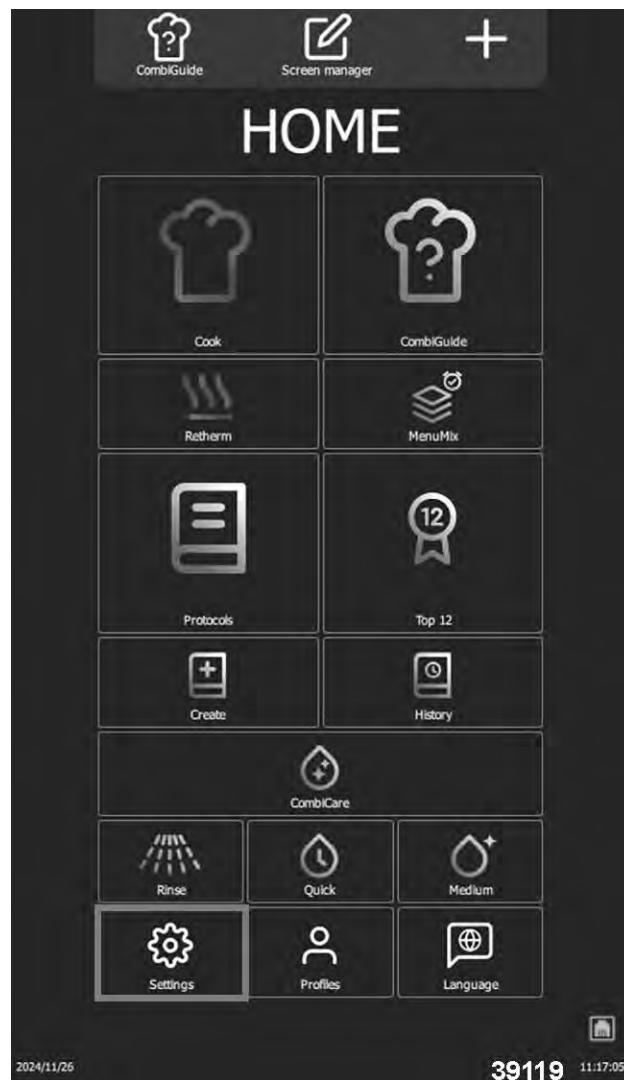 CombiGuide Screen manager
HOME
Cook CombiGuide
Retherm MenuMix
12
Protocols Top 12
Create History
CombiCare
Rinse Quick Medium
Settings Profiles Language
2024/11/26 39119 11:17:05